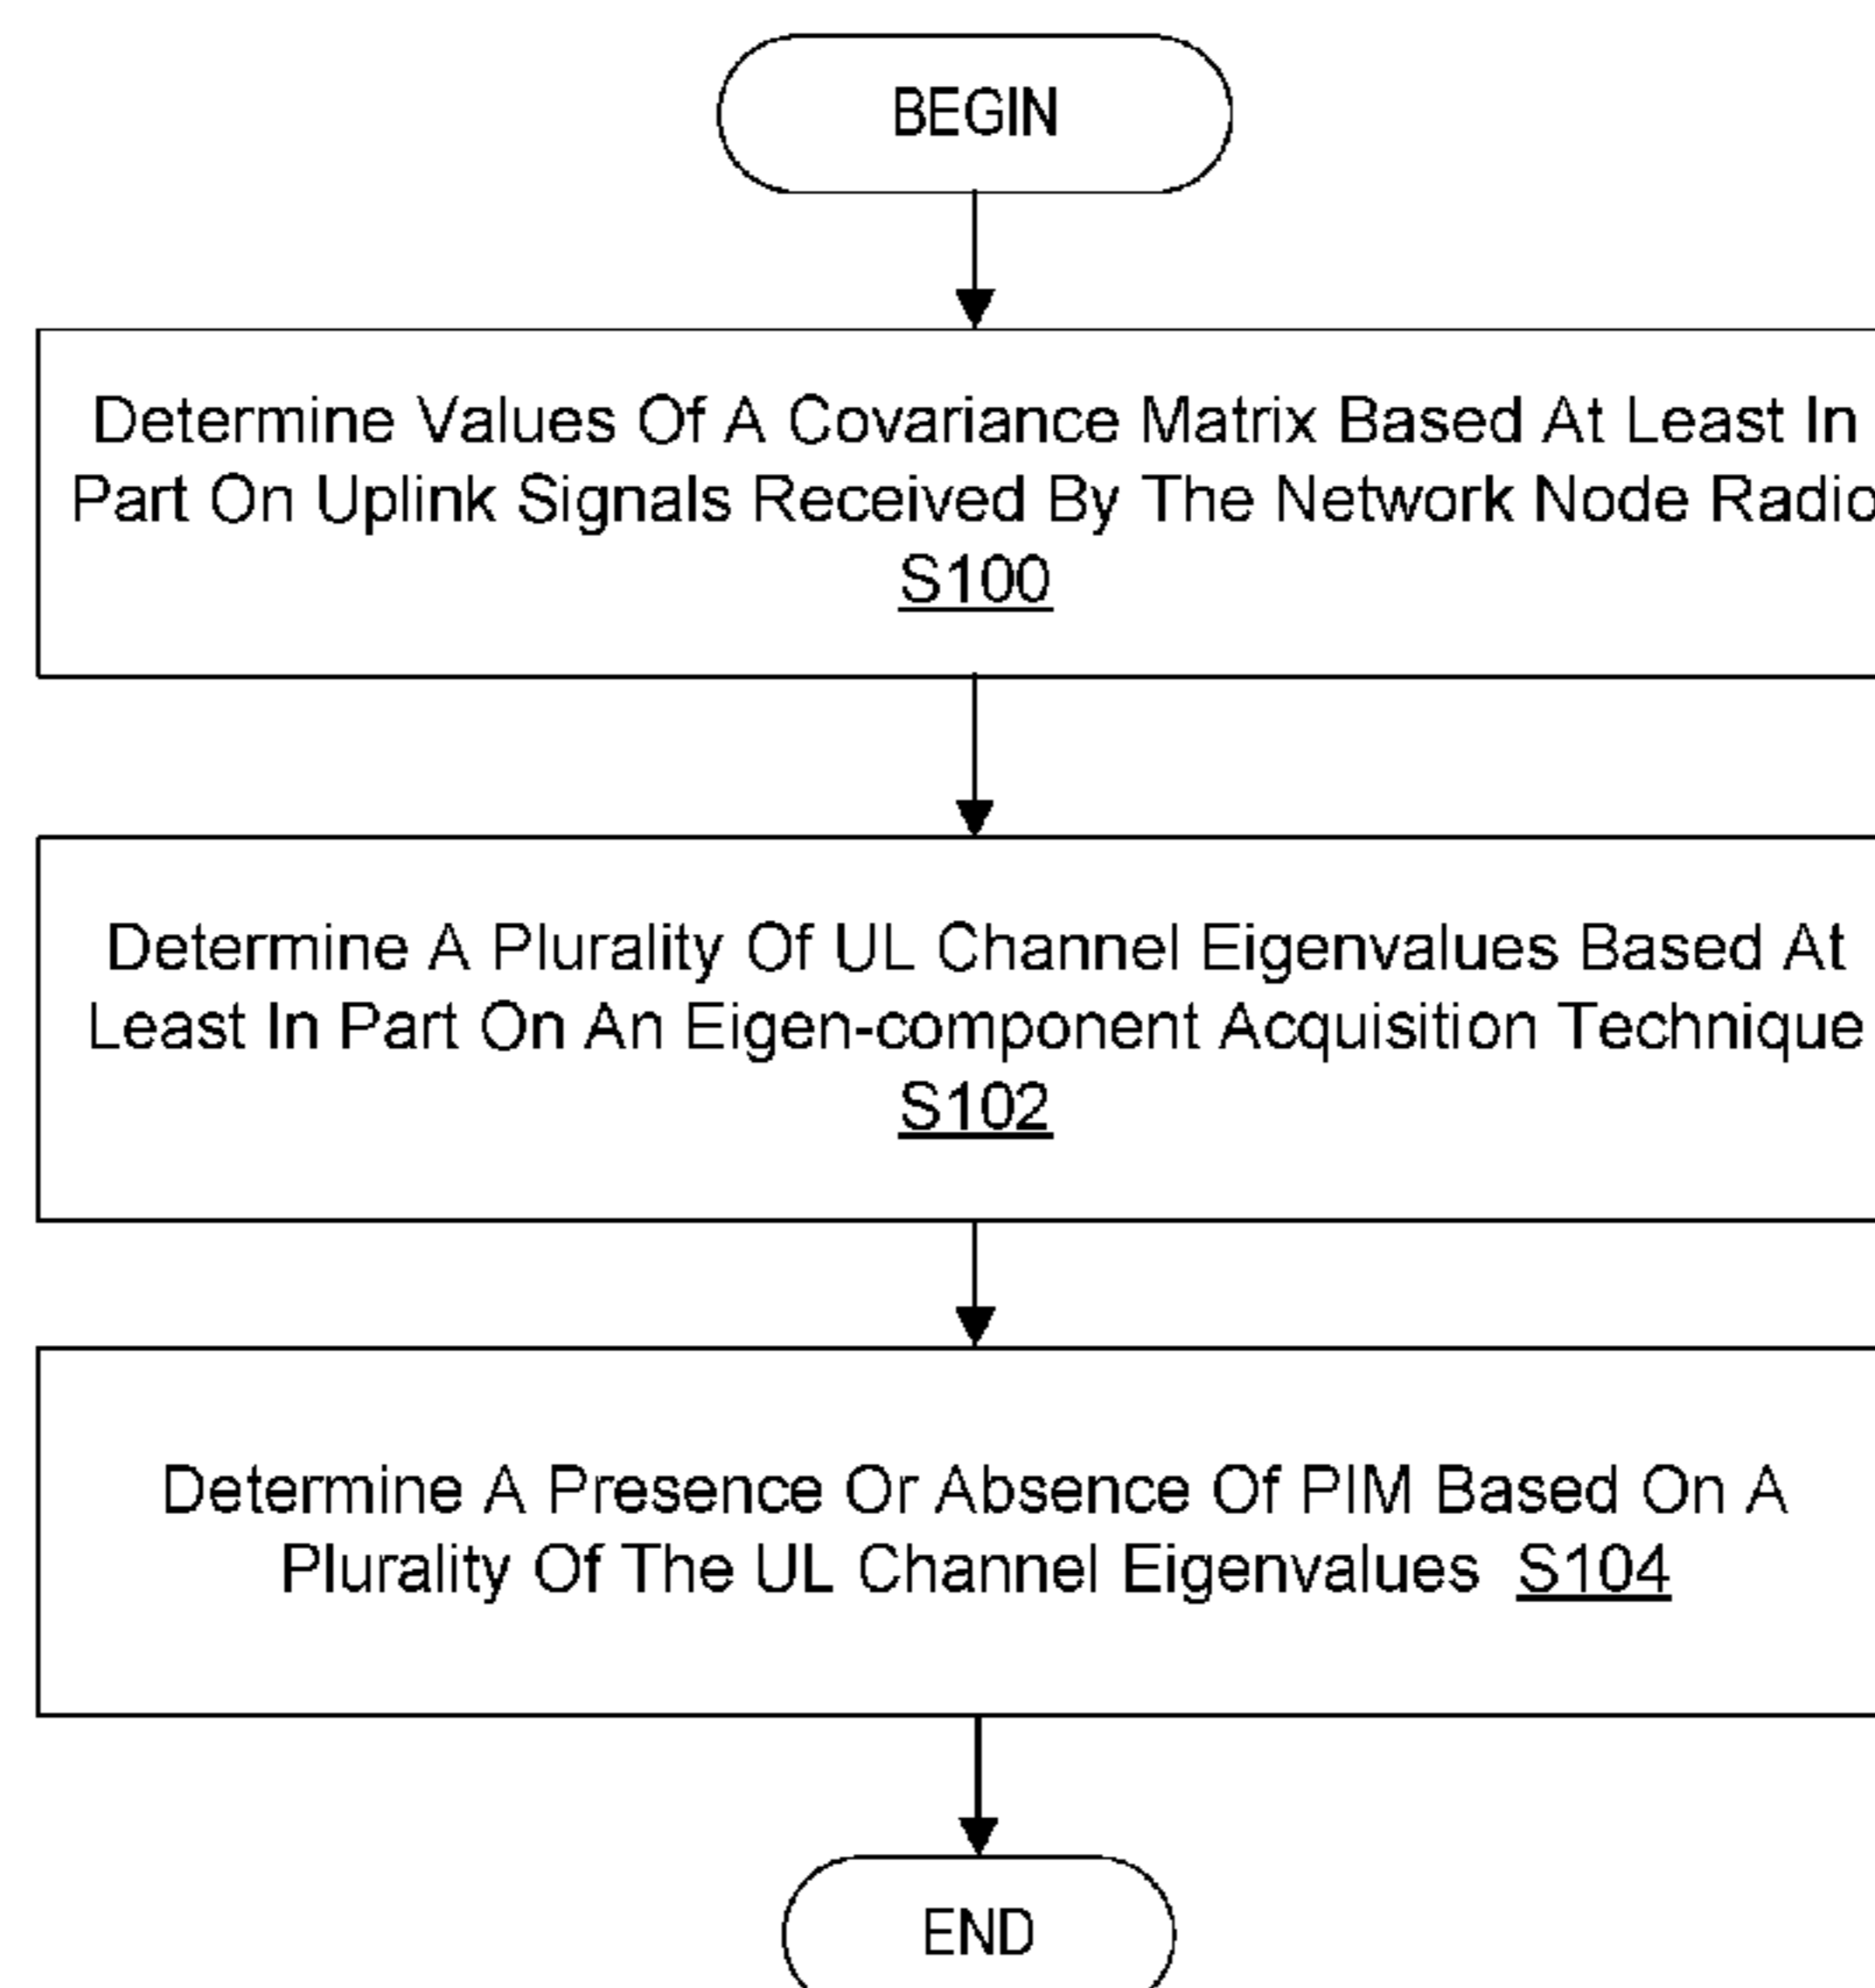 BEGIN
Determine Values Of A Covariance Matrix Based At Least In
Part On Uplink Signals Received By The Network Node Radio
S100
Determine A Plurality Of UL Channel Eigenvalues Based At
Least In Part On An Eigen-component Acquisition Technique
S102
Determine A Presence Or Absence Of PIM Based On A
Plurality Of The UL Channel Eigenvalues S104
END